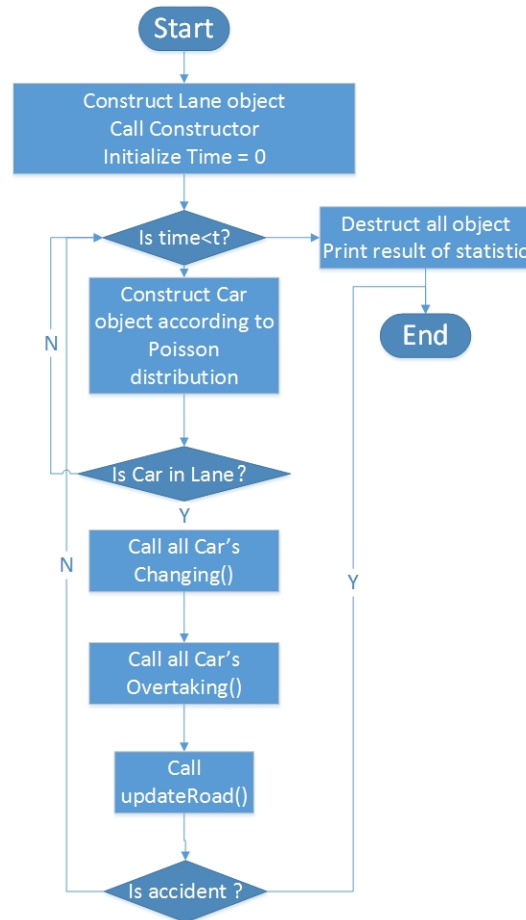 Start
Construct Lane object
Call Constructor
Initialize Time = 0
Is time<t?
Destruct all object
Print result of statistic
Construct Car
object according to
Poisson
distribution
N
End
Is Car in Lane?
Y
Call all Car’s
Changing()
N
Y
Call all Car’s
Overtaking()
Call
updateRoad()
Is accident ?